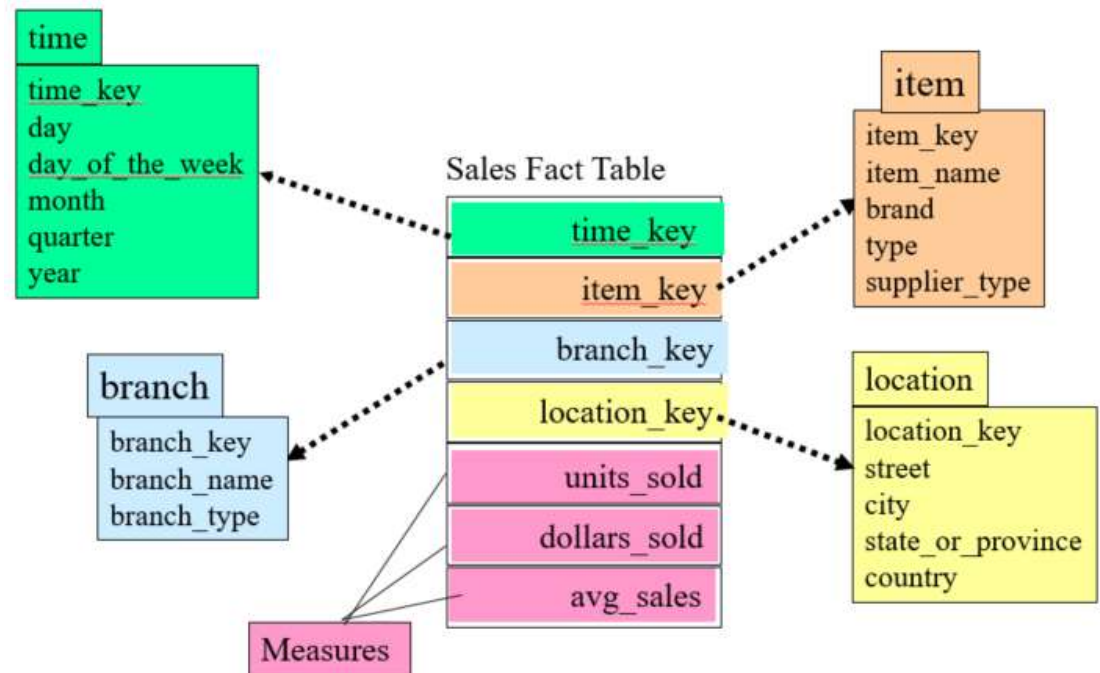 time
time_key
day
day_of_the_week
month
quarter
year
item
item_key
item_name
brand
type
supplier_type
Sales Fact Table
time_key
item_key
branch_key
location_key
units_sold
dollars_sold
avg_sales
branch
branch_key
branch_name
branch_type
location
location_key
street
city
state_or_province
country
Measures